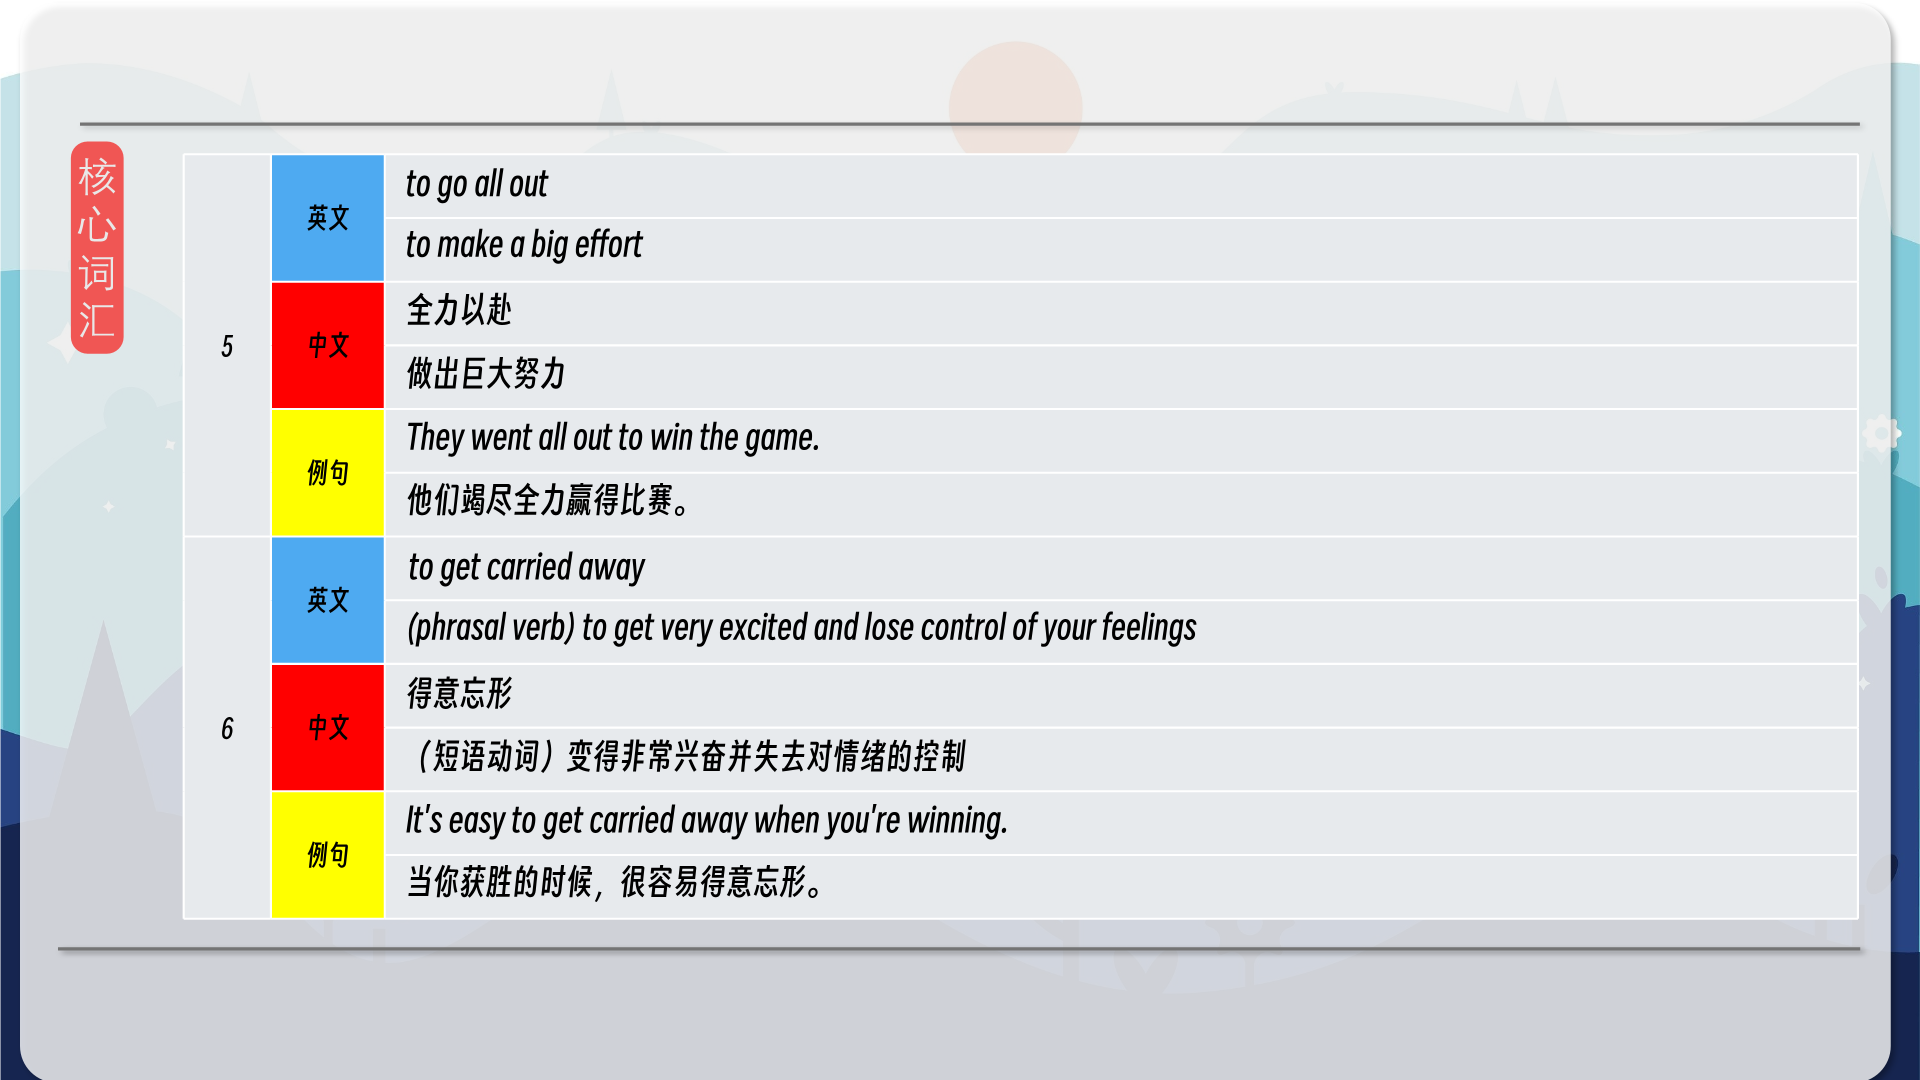 核
心
词
汇
5
英文
to go all out
to make a big effort
中文
全力以赴
做出巨大努力
例句
They went all out to win the game.
他们竭尽全力赢得比赛。
6
英文
to get carried away
(phrasal verb) to get very excited and lose control of your feelings
中文
得意忘形
（短语动词）变得非常兴奋并失去对情绪的控制
例句
It's easy to get carried away when you're winning.
当你获胜的时候，很容易得意忘形。